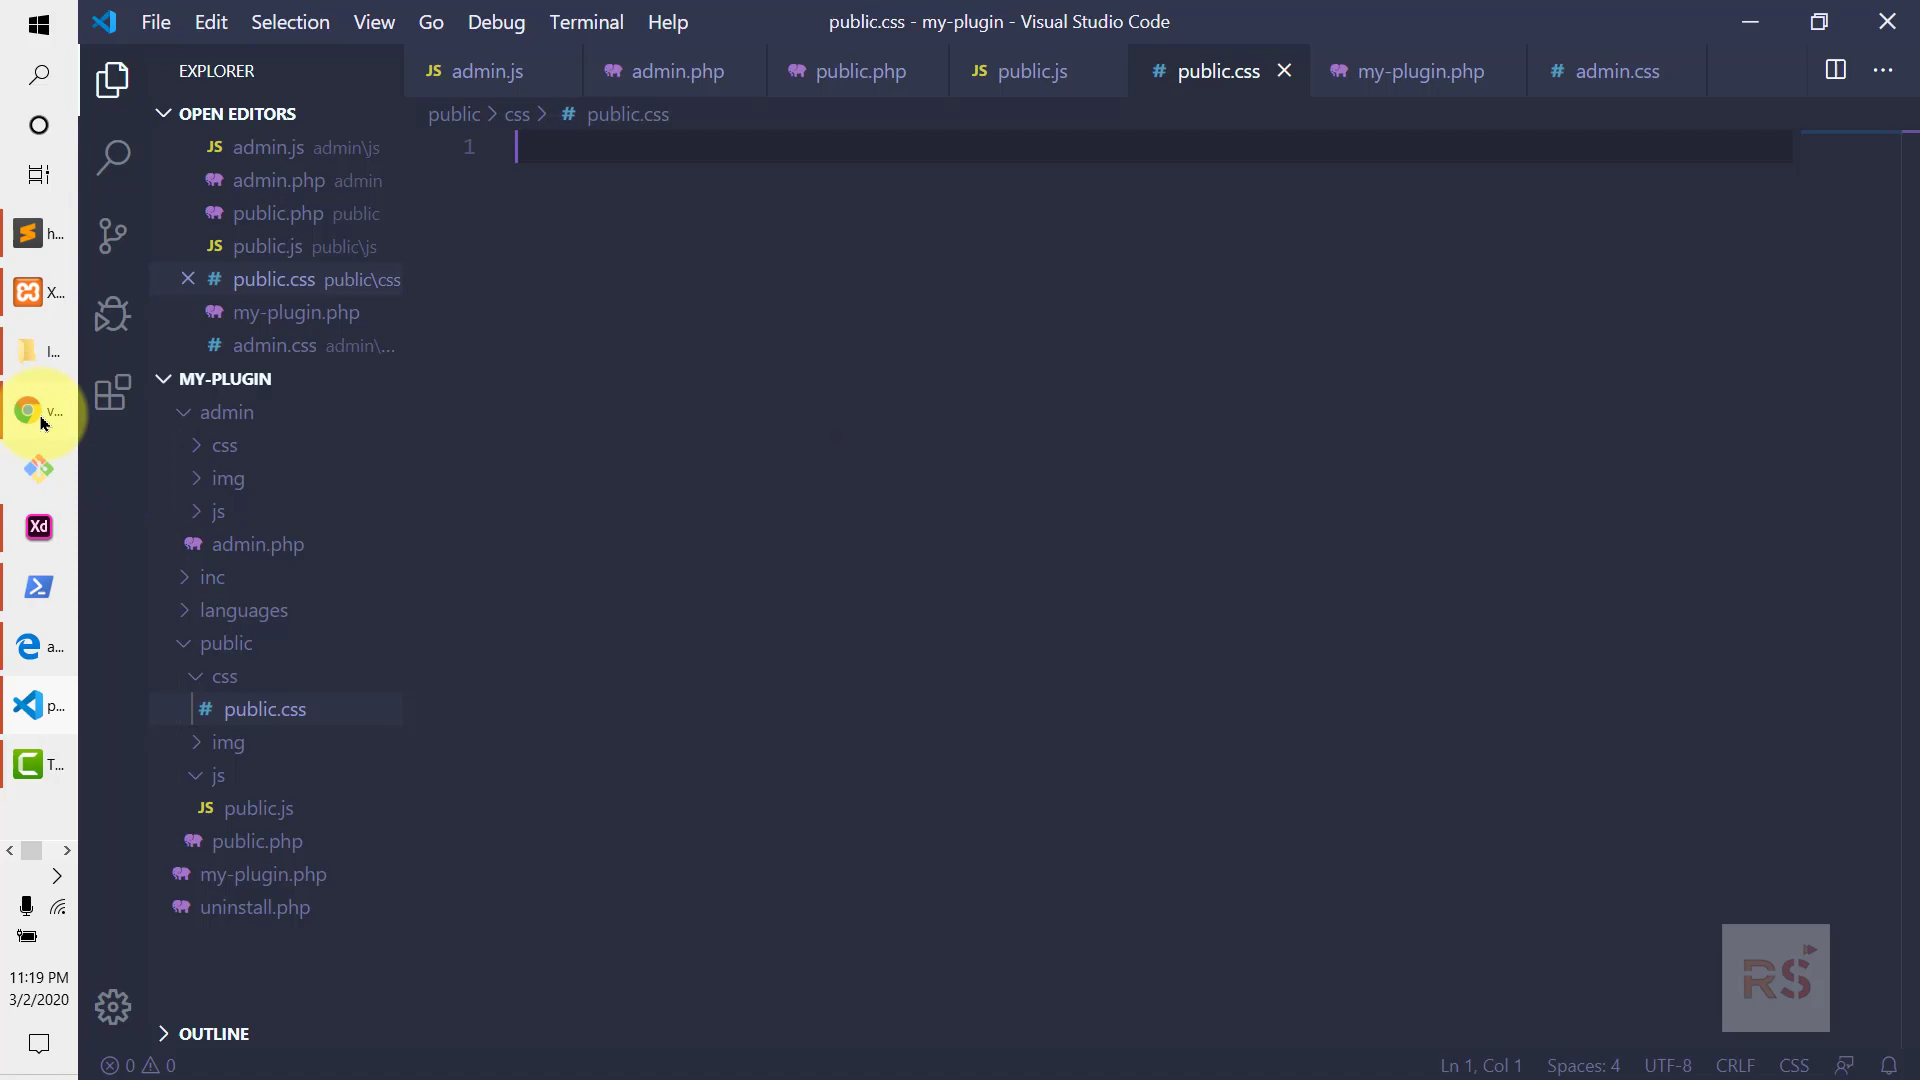 File Edit Selection View Go Debug Terminal Help
public.css - my-plugin - Visual Studio Code
EXPLORER
JS admin.js
admin.php
public.php
JS public.js
# public.css
my-plugin.php
# admin.css
OPEN EDITORS
JS admin.js admin\js
admin.php admin
public.php public
JS public.js public\js
# public.css public\css
my-plugin.php
# admin.css admin\...
public > css > # public.css
1
MY-PLUGIN
admin
css
img
js
admin.php
inc
languages
public
css
# public.css
img
js
JS public.js
public.php
my-plugin.php
uninstall.php
OUTLINE
0 0
Ln 1, Col 1 Spaces: 4 UTF-8 CRLF CSS
h...
X...
l...
v...
Xd
a...
p...
T...
11:19 PM
3/2/2020
RS